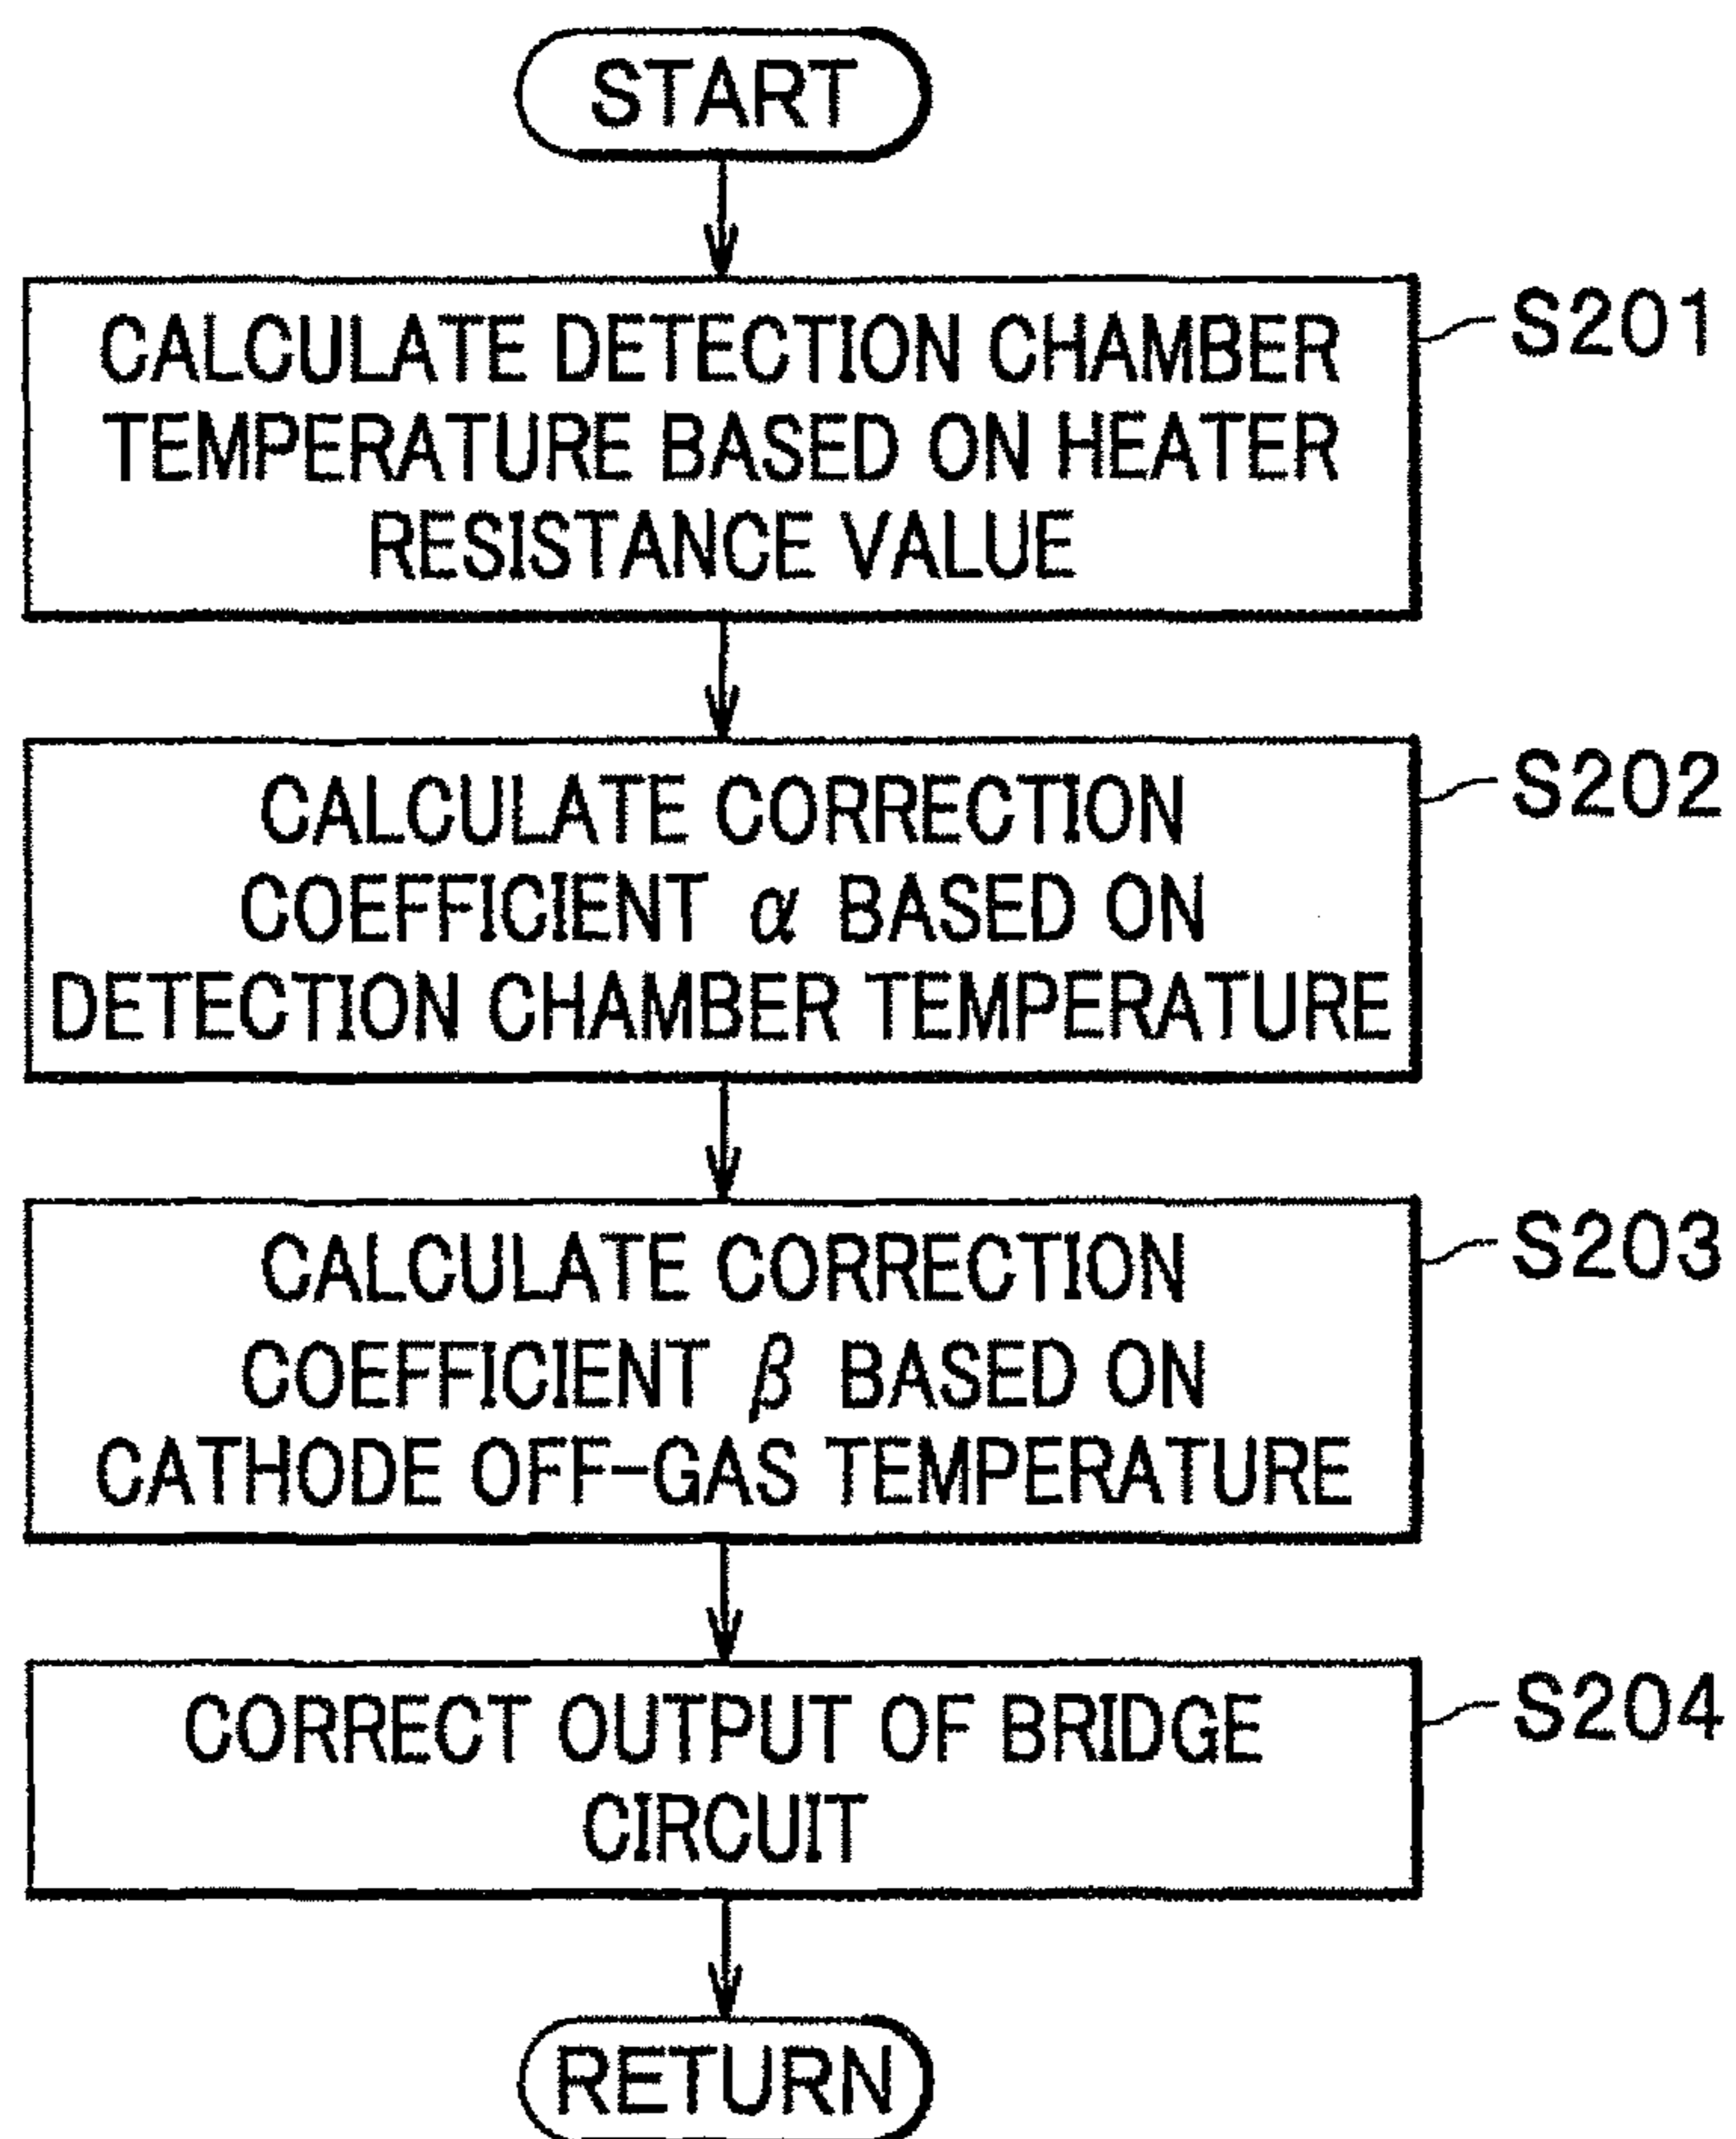 START
CALCULATE DETECTION CHAMBER
TEMPERATURE BASED ON HEATER
RESISTANCE VALUE
S201
CALCULATE CORRECTION
COEFFICIENT α BASED ON
DETECTION CHAMBER TEMPERATURE
S202
CALCULATE CORRECTION
COEFFICIENT β BASED ON
CATHODE OFF-GAS TEMPERATURE
S203
CORRECT OUTPUT OF BRIDGE
CIRCUIT
S204
RETURN